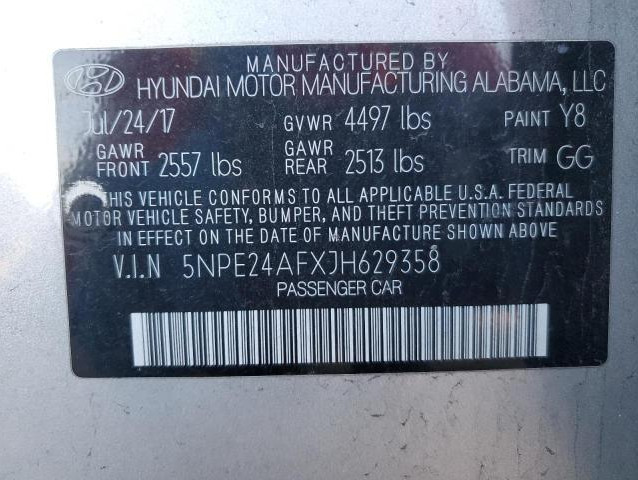 MANUFACTURED BY
HYUNDAI MOTOR MANUFACTURING ALABAMA, LLC
Jul/24/17 GVWR 4497 lbs PAINT Y8
GAWR FRONT 2557 lbs GAWR REAR 2513 lbs TRIM GG
THIS VEHICLE CONFORMS TO ALL APPLICABLE U.S.A. FEDERAL
MOTOR VEHICLE SAFETY, BUMPER, AND THEFT PREVENTION STANDARDS
IN EFFECT ON THE DATE OF MANUFACTURE SHOWN ABOVE.
V.I.N 5NPE24AFXJH629358
PASSENGER CAR